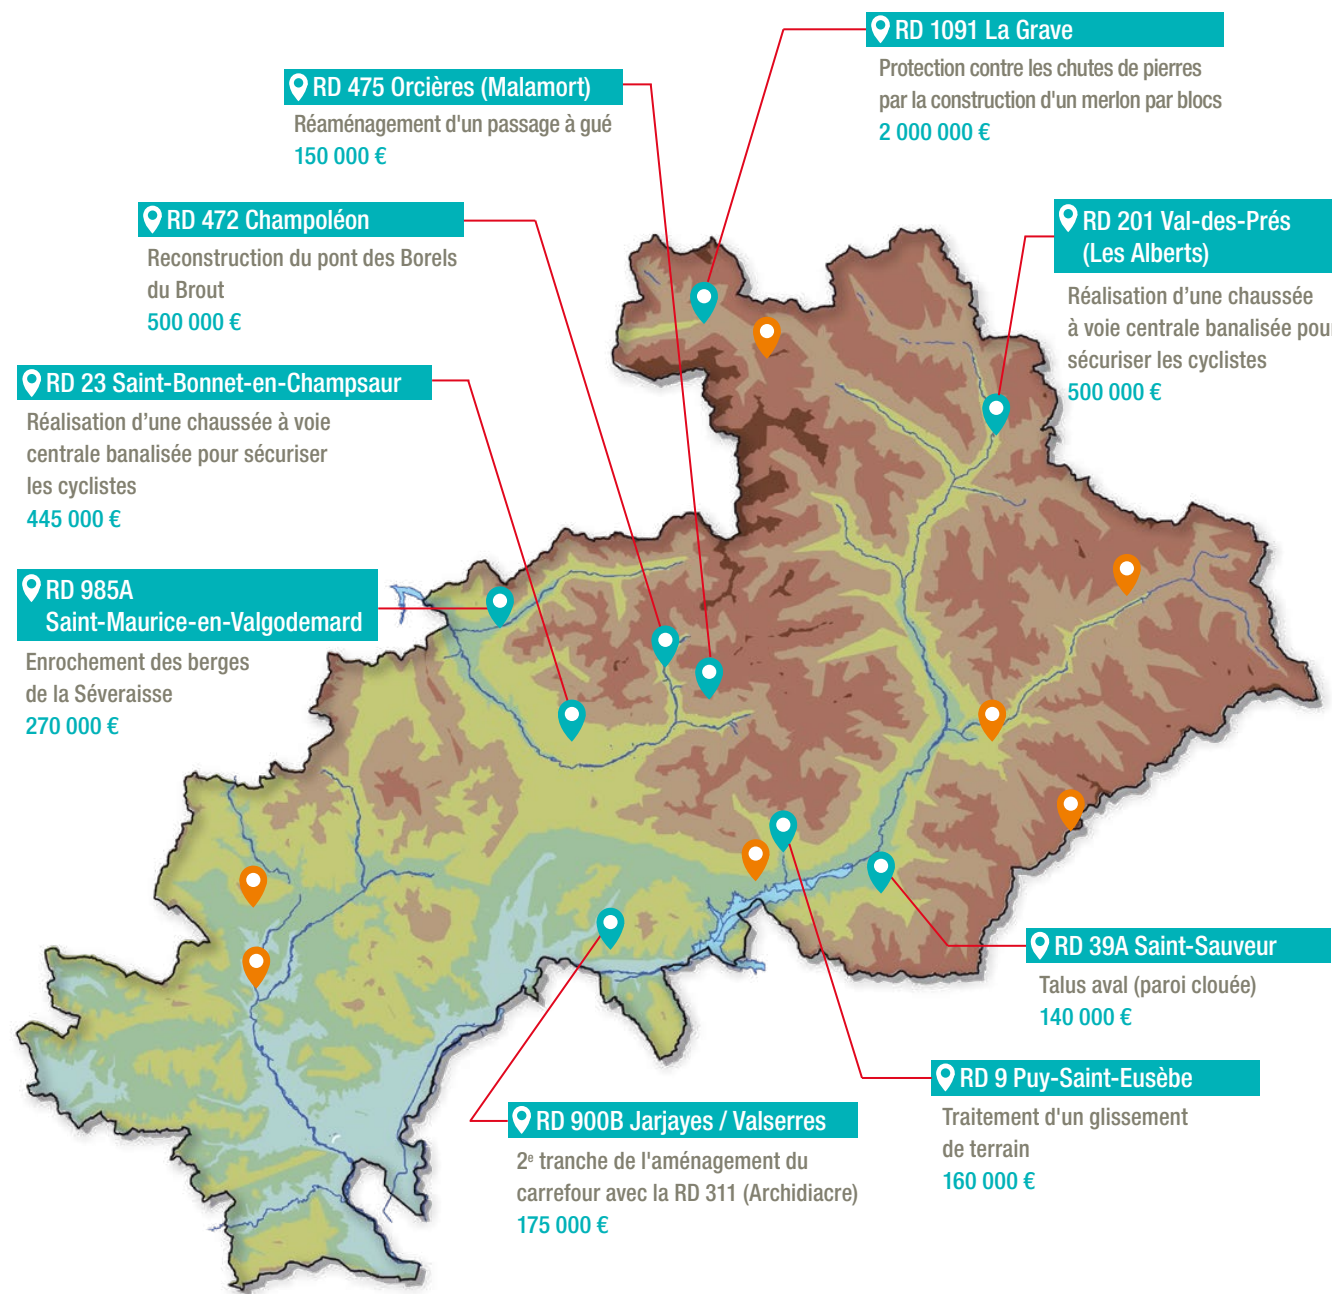 RD 1091 La Grave
Protection contre les chutes de pierres
par la construction d'un merlon par blocs
2 000 000 €
RD 475 Orcières (Malamort)
Réaménagement d'un passage à gué
150 000 €
RD 472 Champoléon
Reconstruction du pont des Borels
du Brout
500 000 €
RD 201 Val-des-Prés
(Les Alberts)
Réalisation d’une chaussée
à voie centrale banalisée pour
sécuriser les cyclistes
500 000 €
RD 23 Saint-Bonnet-en-Champsaur
Réalisation d’une chaussée à voie
centrale banalisée pour sécuriser
les cyclistes
445 000 €
RD 985A
Saint-Maurice-en-Valgodemard
Enrochement des berges
de la Séveraisse
270 000 €
RD 39A Saint-Sauveur
Talus aval (paroi clouée)
140 000 €
RD 9 Puy-Saint-Eusèbe
Traitement d'un glissement
de terrain
160 000 €
RD 900B Jarjayes / Valserres
2e tranche de l'aménagement du
carrefour avec la RD 311 (Archidiacre)
175 000 €